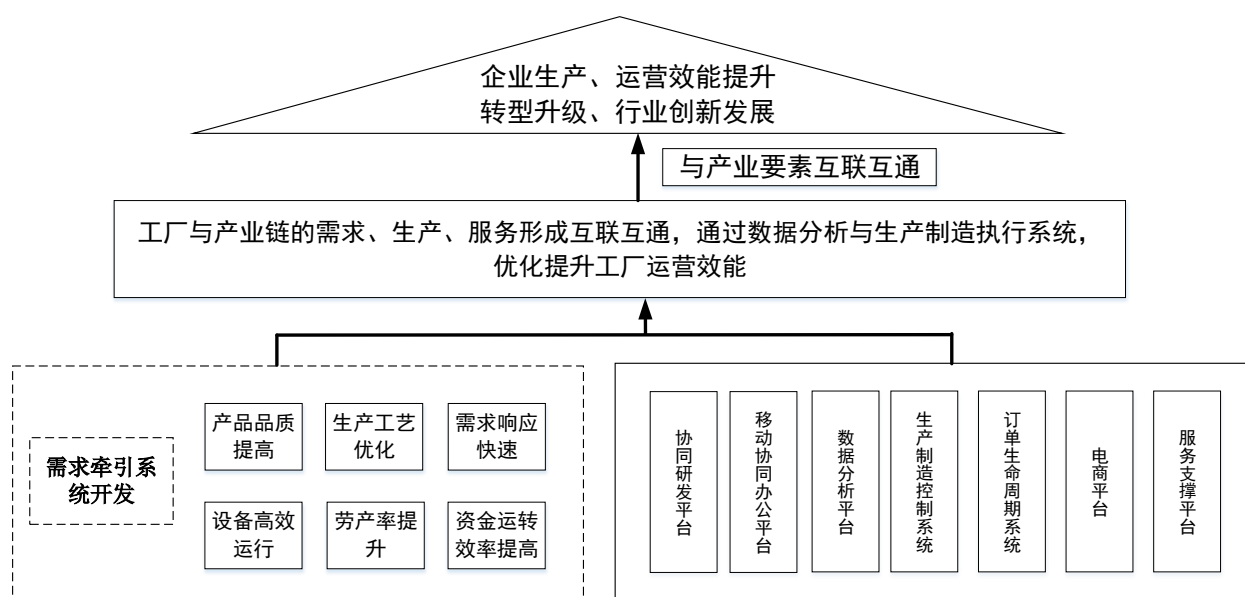 企业生产、运营效能提升
转型升级、行业创新发展
与产业要素互联互通
工厂与产业链的需求、生产、服务形成互联互通，通过数据分析与生产制造执行系统，
优化提升工厂运营效能
需求牵引系
统开发
产品品质
提高
生产工艺
优化
需求响应
快速
设备高效
运行
劳产率提
升
资金运转
效率提高
协同研发平台
移动协同办公平台
数据分析平台
生产制造控制系统
订单生命周期系统
电商平台
服务支撑平台